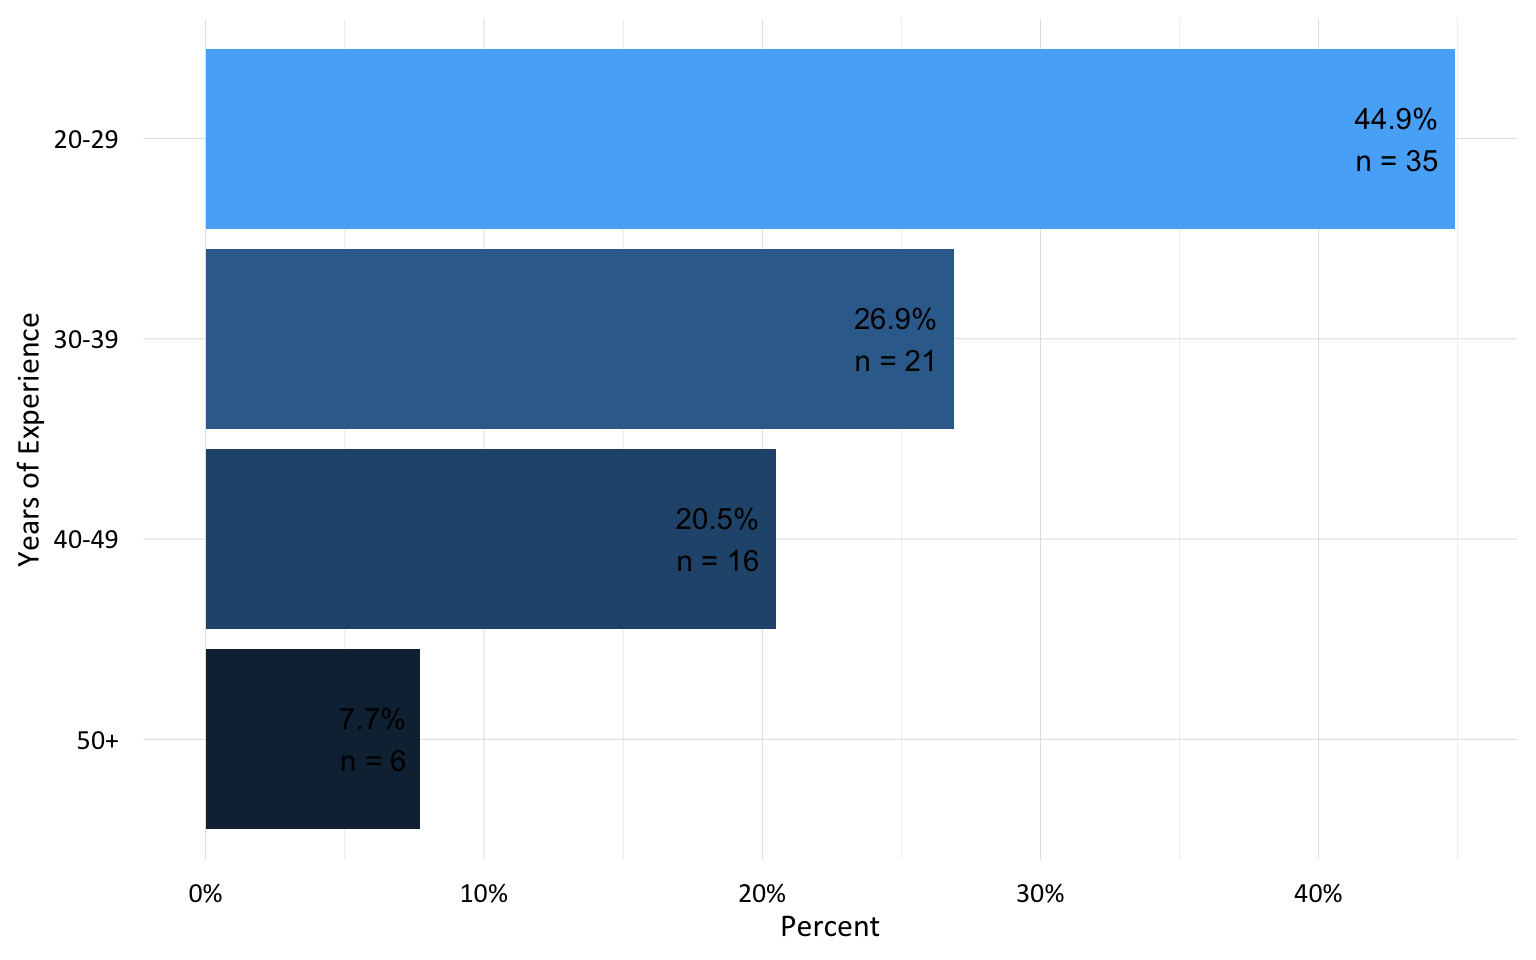 Years of Experience
20-29
44.9%
n = 35
30-39
26.9%
n = 21
40-49
20.5%
n = 16
50+
7.7%
n = 6
0% 10% 20% 30% 40%
Percent